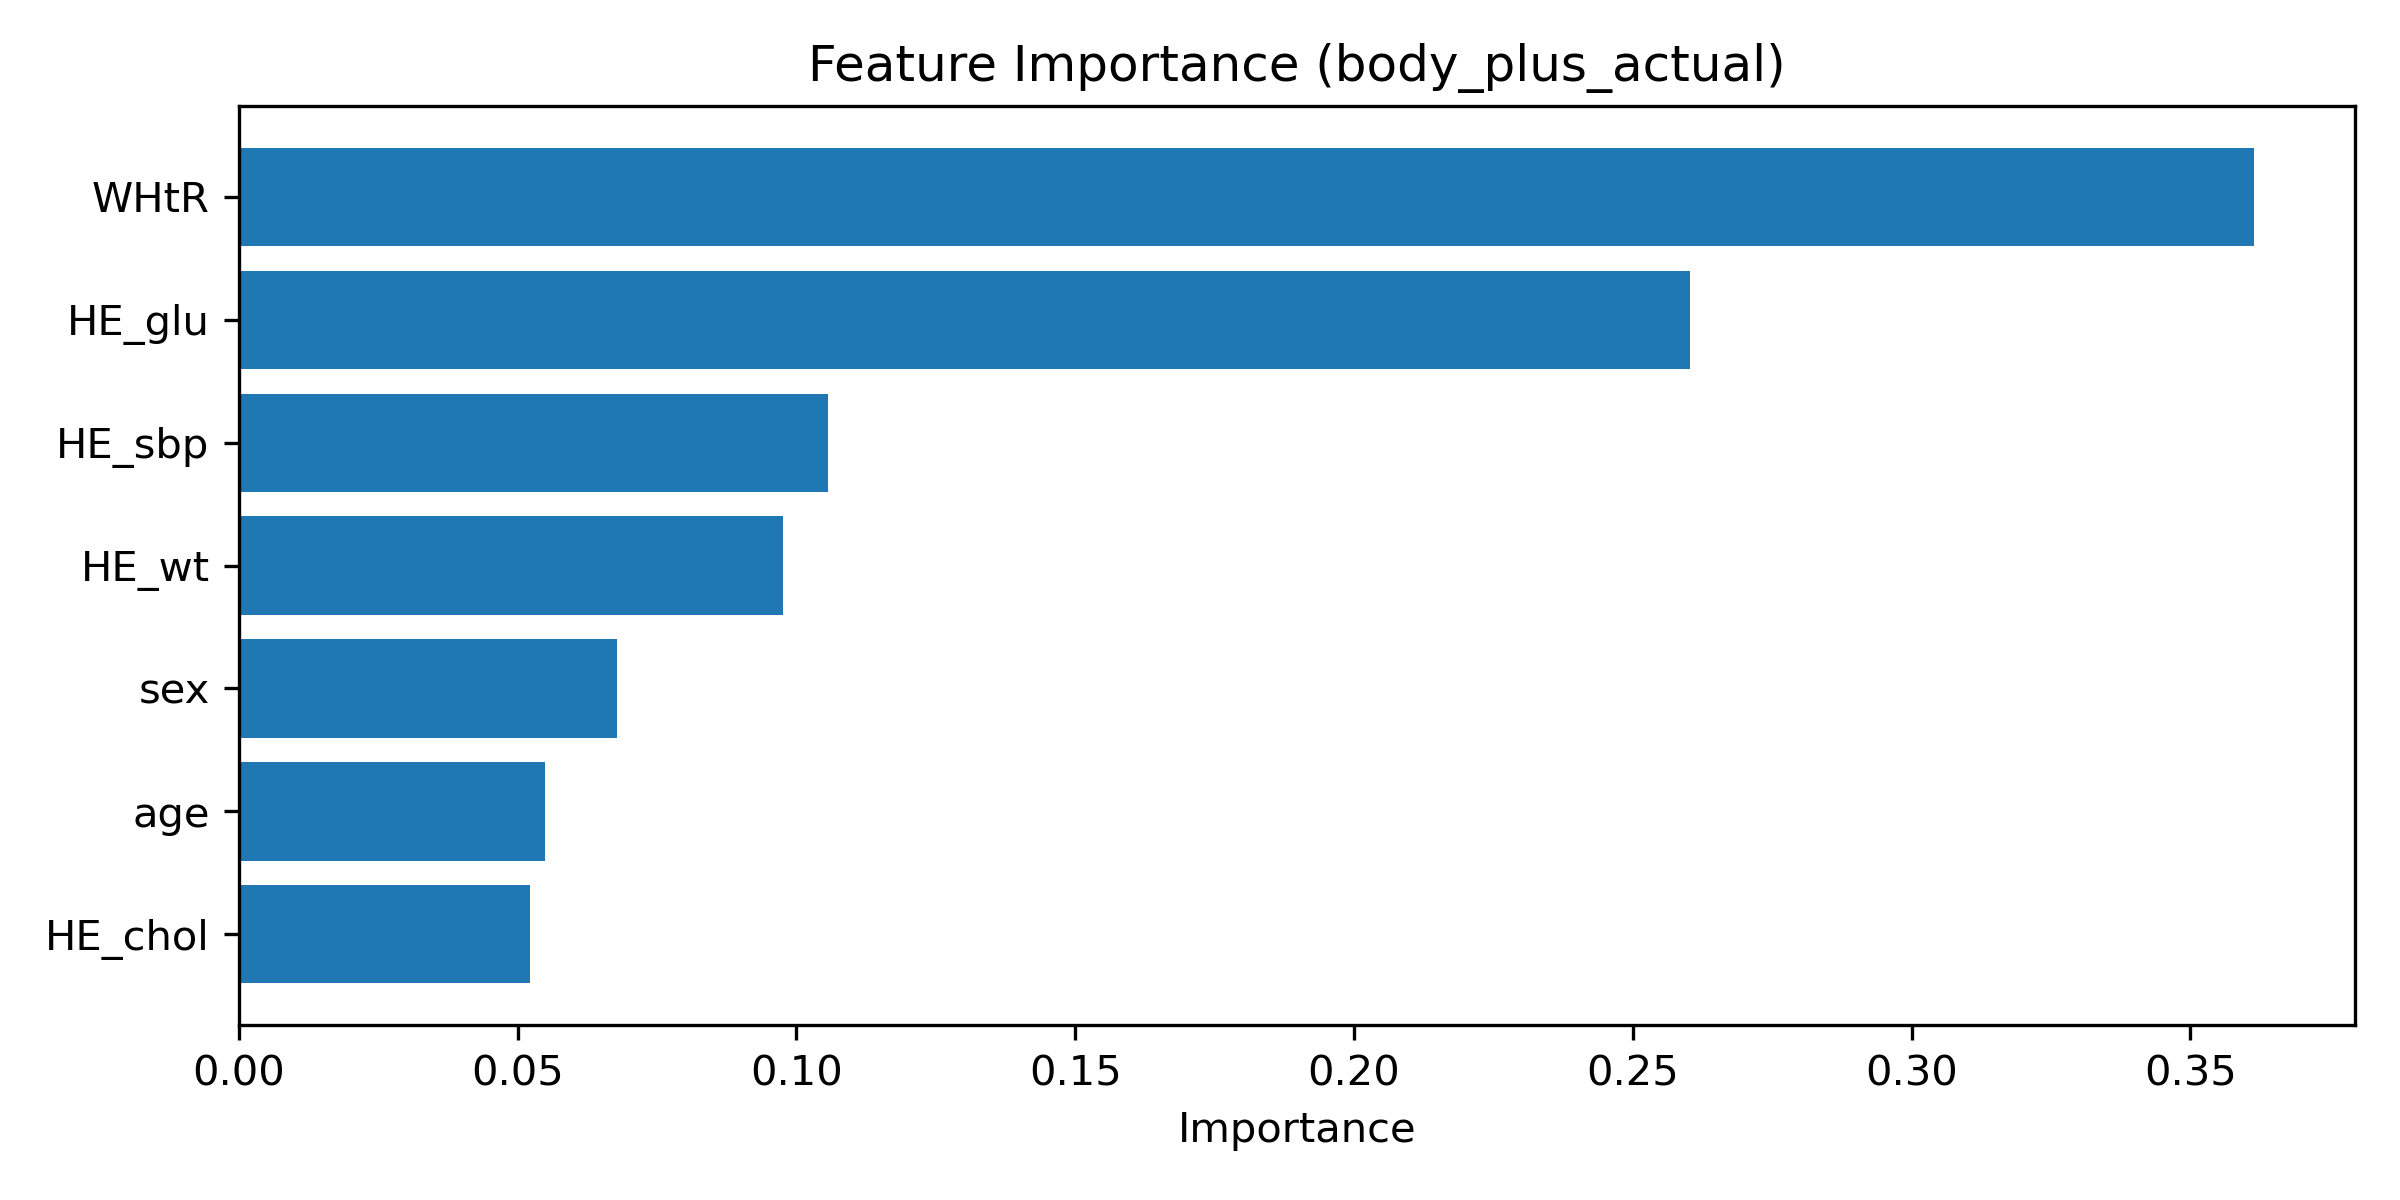 Feature Importance (body_plus_actual)
WHtR
HE_glu
HE_sbp
HE_wt
sex
age
HE_chol
0.00 0.05 0.10 0.15 0.20 0.25 0.30 0.35
Importance